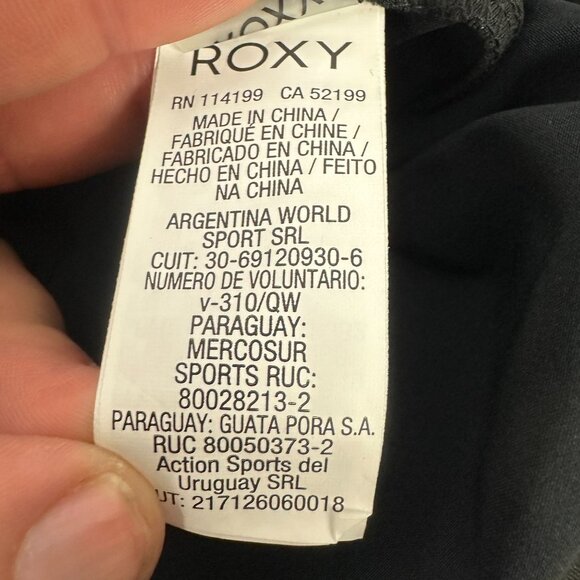 ROXY
ROXY
RN 114199 CA 52199
MADE IN CHINA /
FABRIQUÉ EN CHINE /
FABRICADO EN CHINA /
HECHO EN CHINA / FEITO
NA CHINA
ARGENTINA WORLD
SPORT SRL
CUIT: 30-69120930-6
NUMERO DE VOLUNTARIO:
v-310/QW
PARAGUAY:
MERCOSUR
SPORTS RUC:
80028213-2
PARAGUAY: GUATA PORA S.A.
RUC 80050373-2
Action Sports del
Uruguay SRL
217126060018